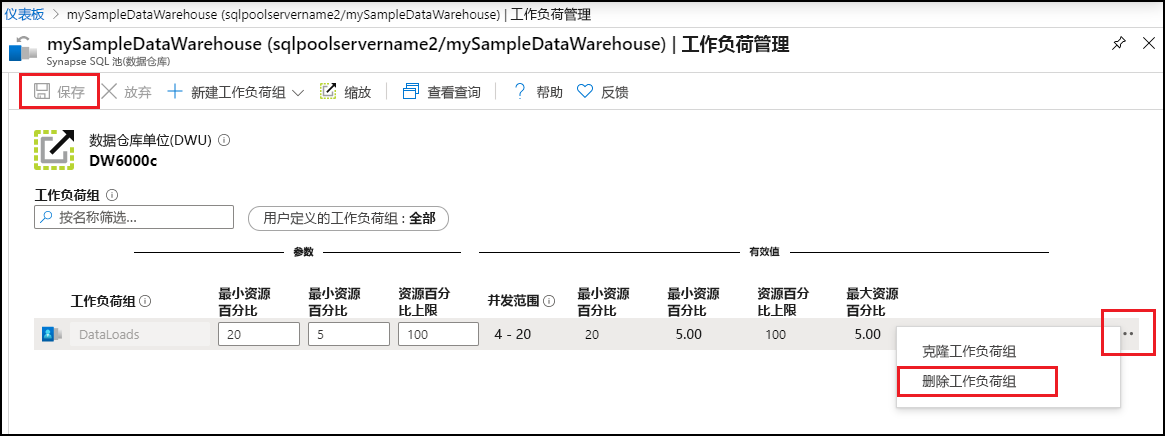 仪表板 > mySampleDataWarehouse (sqlpoolservername2/mySampleDataWarehouse) | 工作负荷管理
mySampleDataWarehouse (sqlpoolservername2/mySampleDataWarehouse) | 工作负荷管理
Synapse SQL 池(数据仓库)
保存 放弃 新建工作负荷组 缩放 查看查询 帮助 反馈
数据仓库单位(DWU)
DW6000c
工作负荷组
按名称筛选... 用户定义的工作负荷组 : 全部
参数 有效值
工作负荷组 最小资源百分比 最小资源百分比 资源百分比上限 并发范围 最小资源百分比 最小资源百分比 资源百分比上限 最大资源百分比
DataLoads 20 5 100 4 - 20 20 5.00 100 5.00
克隆工作负荷组
删除工作负荷组